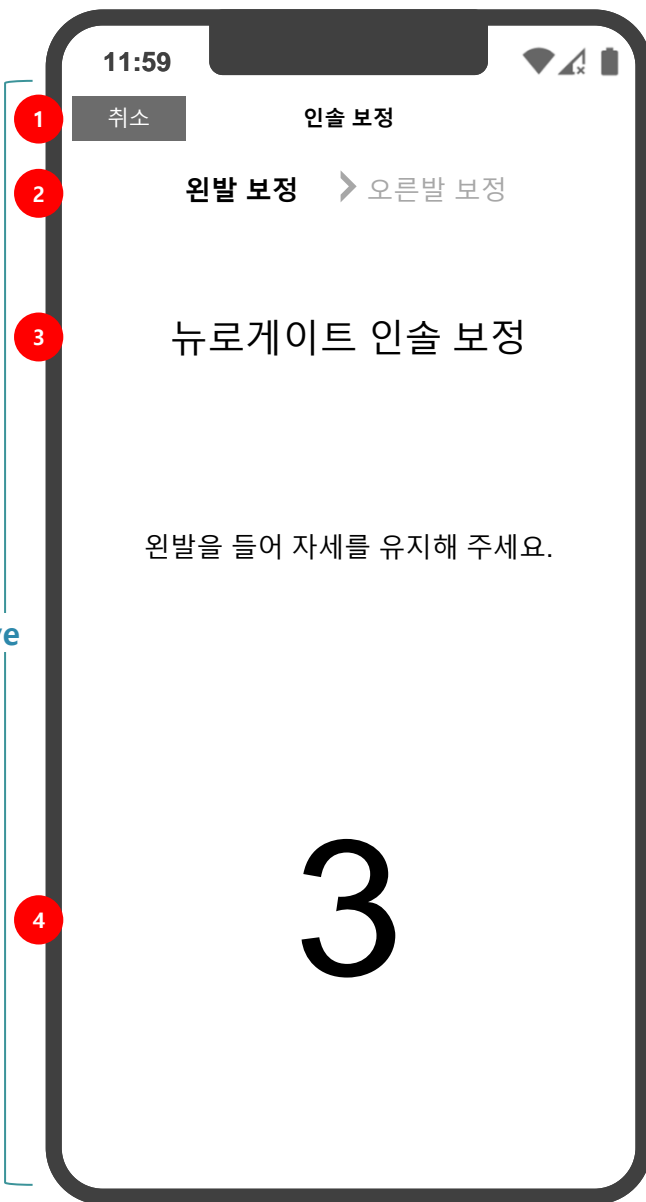 11:59
1
취소
인솔 보정
2
왼발 보정 > 오른발 보정
3
뉴로게이트 인솔 보정
왼발을 들어 자세를 유지해 주세요.
4
3